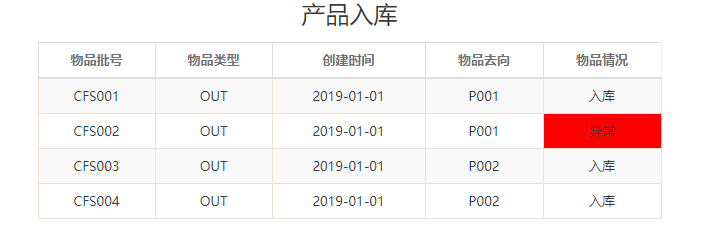 产品入库
物品批号 物品类型 创建时间 物品去向 物品情况
CFS001 OUT 2019-01-01 P001 入库
CFS002 OUT 2019-01-01 P001 异常
CFS003 OUT 2019-01-01 P002 入库
CFS004 OUT 2019-01-01 P002 入库